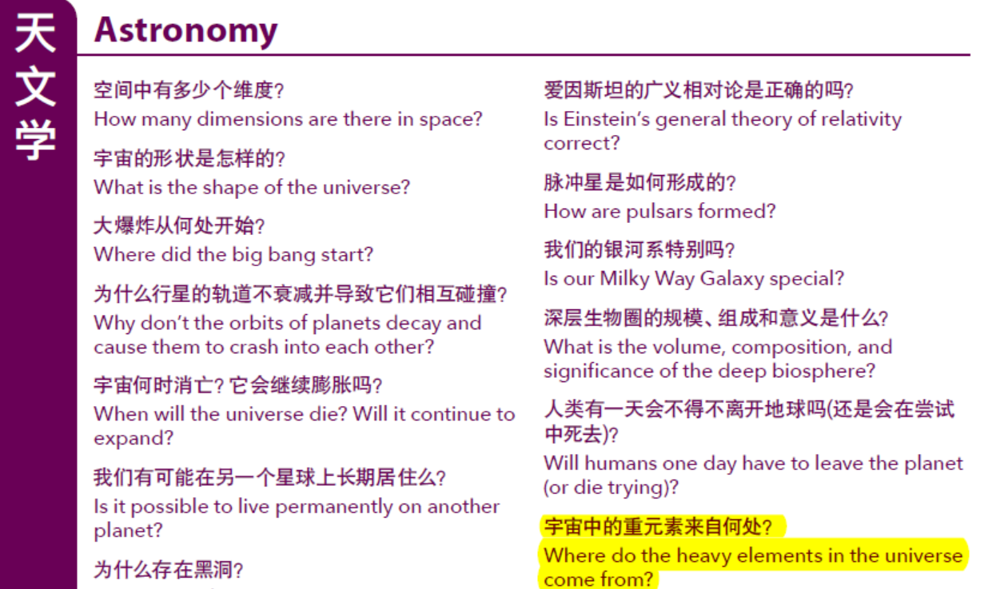 天文学
Astronomy
空间中有多少个维度?
How many dimensions are there in space?
宇宙的形状是怎样的?
What is the shape of the universe?
大爆炸从何处开始?
Where did the big bang start?
为什么行星的轨道不衰减并导致它们相互碰撞?
Why don't the orbits of planets decay and
cause them to crash into each other?
宇宙何时消亡? 它会继续膨胀吗?
When will the universe die? Will it continue to
expand?
我们有可能在另一个星球上长期居住么?
Is it possible to live permanently on another
planet?
为什么存在黑洞?
爱因斯坦的广义相对论是正确的吗?
Is Einstein's general theory of relativity
correct?
脉冲星是如何形成的?
How are pulsars formed?
我们的银河系特别吗?
Is our Milky Way Galaxy special?
深层生物圈的规模、组成和意义是什么?
What is the volume, composition, and
significance of the deep biosphere?
人类有一天会不得不离开地球吗(还是会在尝试
中死去)?
Will humans one day have to leave the planet
(or die trying)?
宇宙中的重元素来自何处?
Where do the heavy elements in the universe
come from?